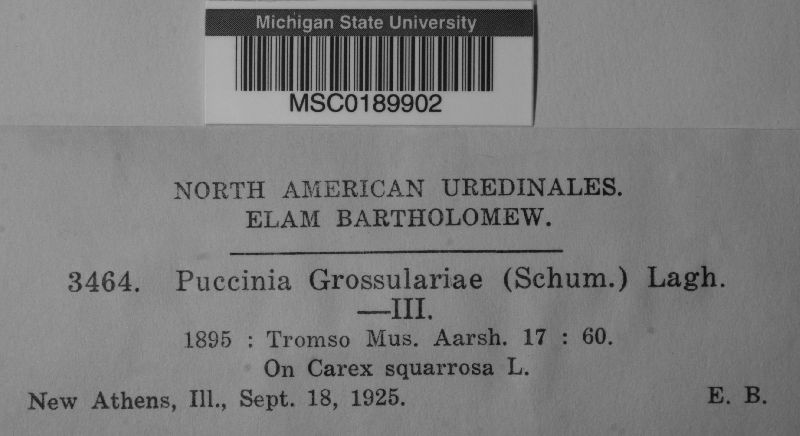 Michigan State University
MSC0189902
NORTH AMERICAN UREDINALES.
ELAM BARTHOLOMEW.
3464. Puccinia Grossulariae (Schum.) Lagh.
—III.
1895 : Tromso Mus. Aarsh. 17 : 60.
On Carex squarrosa L.
New Athens, Ill., Sept. 18, 1925. E. B.